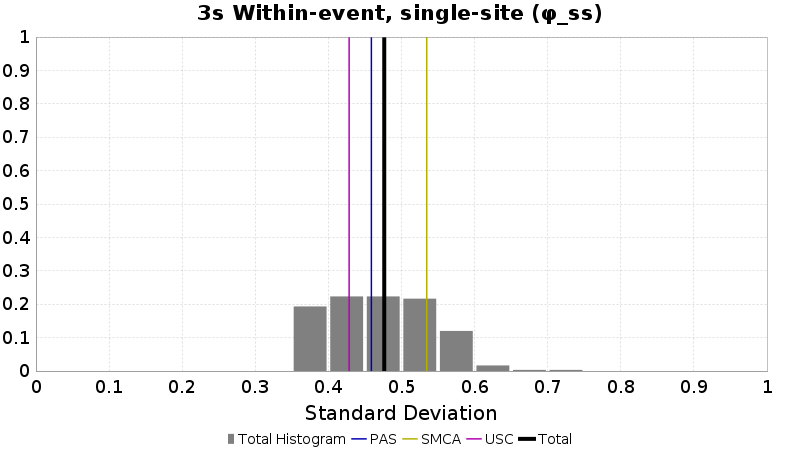 3s Within-event, single-site (φ_ss)
1
0.9
0.8
0.7
0.6
0.5
0.4
0.3
0.2
0.1
0
0 0.1 0.2 0.3 0.4 0.5 0.6 0.7 0.8 0.9 1
Standard Deviation
Total Histogram PAS SMCA USC Total